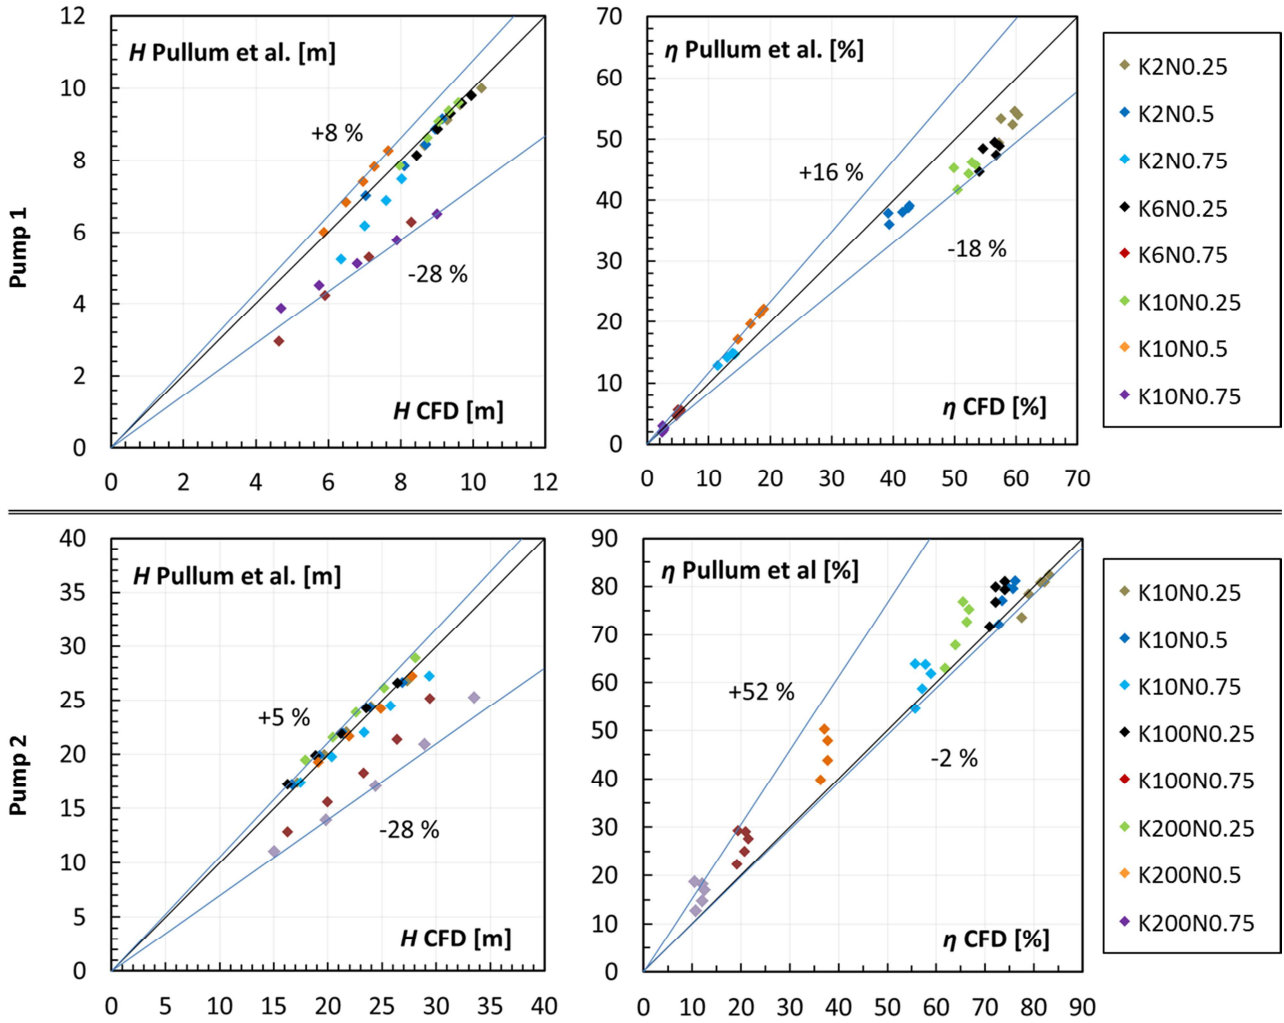 Pump 1
H Pullum et al. [m]
12
10
8
6
4
2
0
+8 %
-28 %
H CFD [m]
0 2 4 6 8 10 12
η Pullum et al. [%]
70
60
50
40
30
20
10
0
+16 %
-18 %
η CFD [%]
0 10 20 30 40 50 60 70
K2N0.25
K2N0.5
K2N0.75
K6N0.25
K6N0.75
K10N0.25
K10N0.5
K10N0.75
Pump 2
H Pullum et al. [m]
40
35
30
25
20
15
10
5
0
+5 %
-28 %
H CFD [m]
0 5 10 15 20 25 30 35 40
η Pullum et al [%]
90
80
70
60
50
40
30
20
10
0
+52 %
-2 %
η CFD [%]
0 10 20 30 40 50 60 70 80 90
K10N0.25
K10N0.5
K10N0.75
K100N0.25
K100N0.75
K200N0.25
K200N0.5
K200N0.75